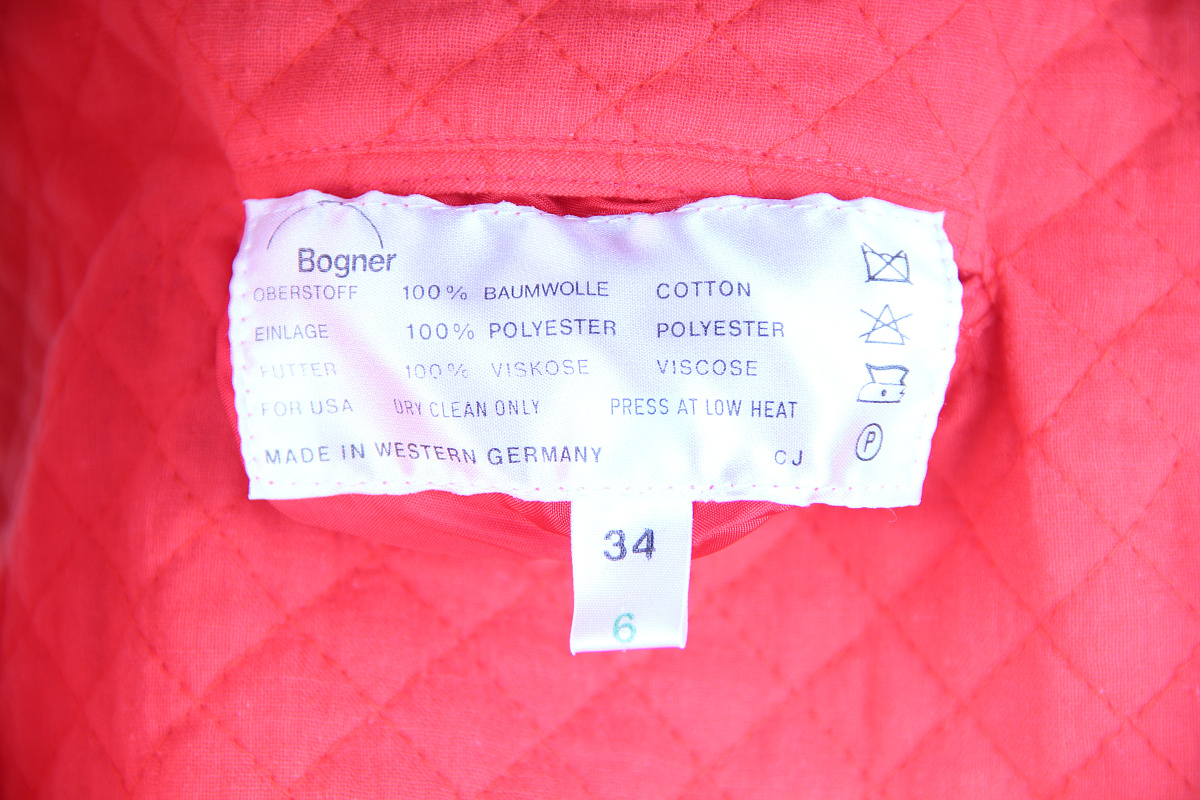 Bogner
OBERSTOFF 100% BAUMWOLLE COTTON
EINLAGE 100% POLYESTER POLYESTER
FUTTER 100% VISKOSE VISCOSE
FOR USA DRY CLEAN ONLY PRESS AT LOW HEAT
MADE IN WESTERN GERMANY CJ
P
34
6